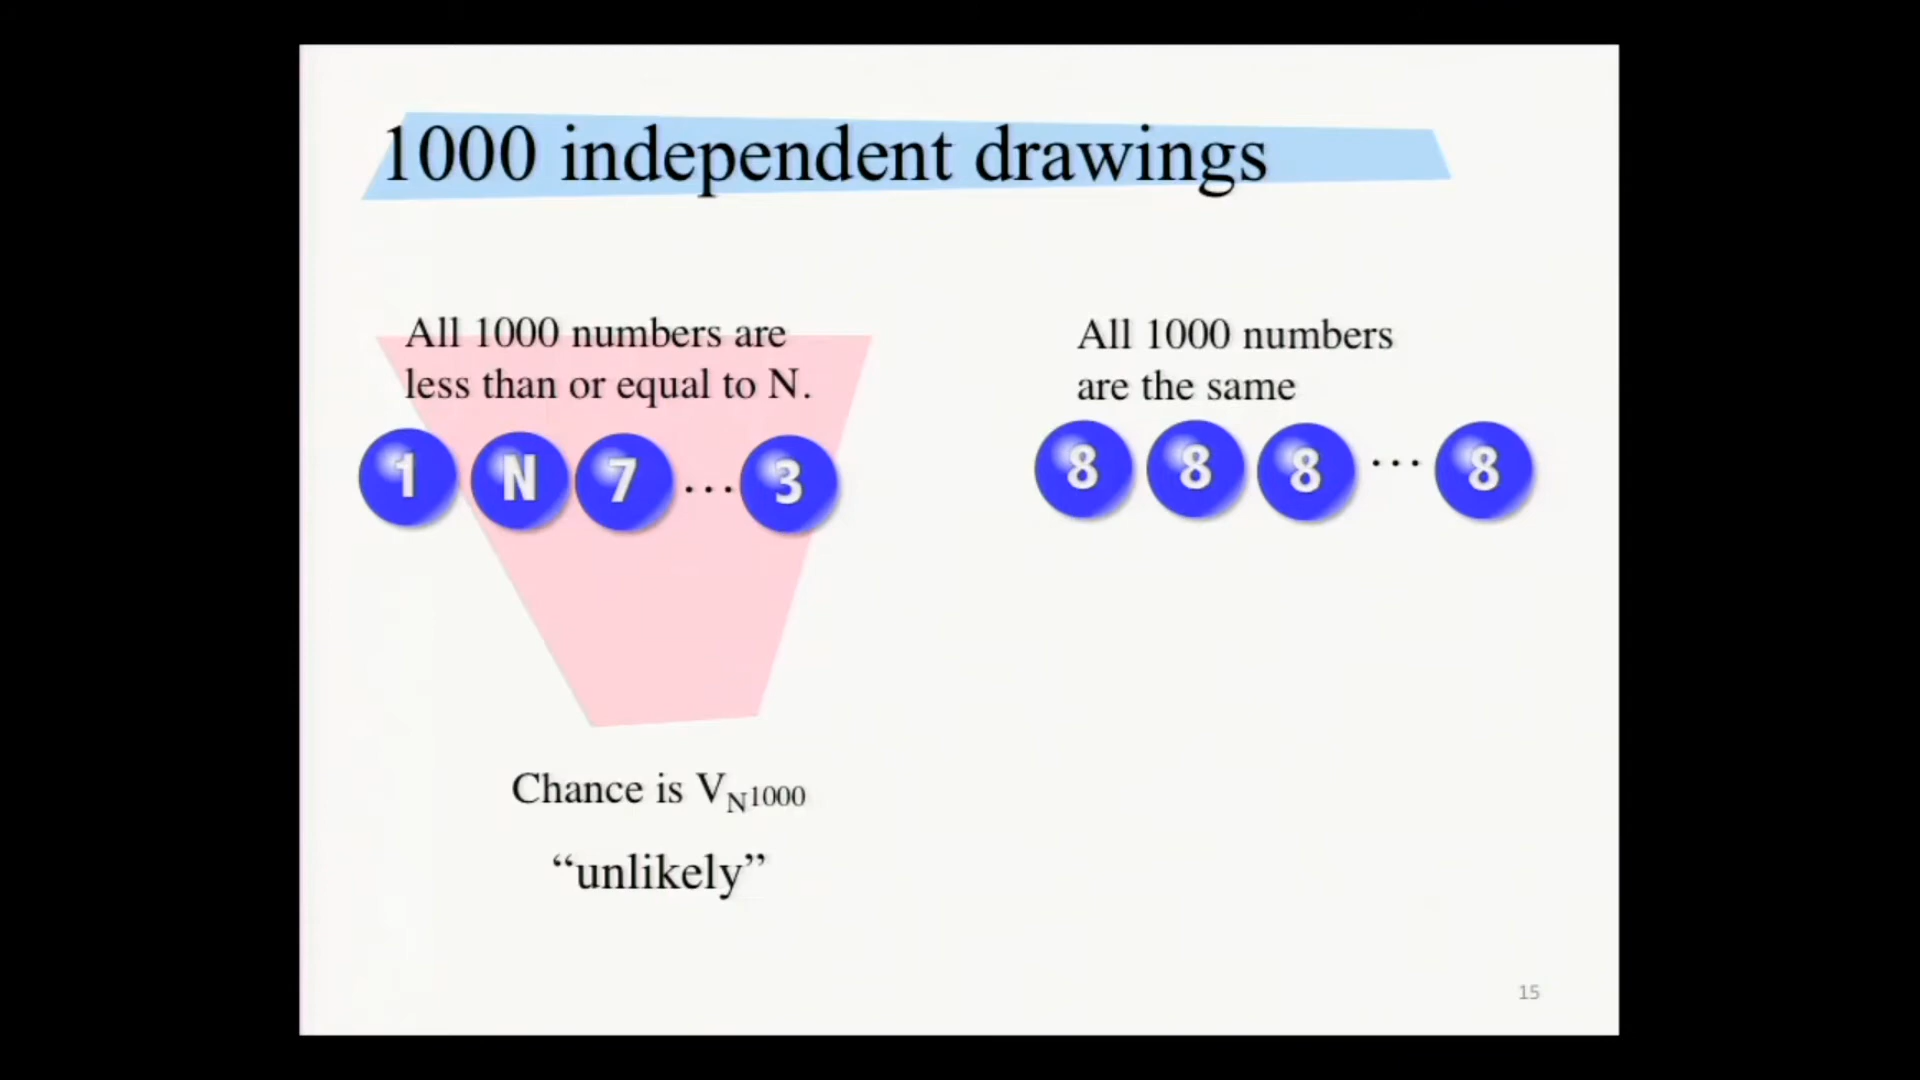 1000 independent drawings
All 1000 numbers are
less than or equal to N.
1 N 7 ... 3
Chance is V_N1000
“unlikely”
All 1000 numbers
are the same
8 8 8 ... 8
15